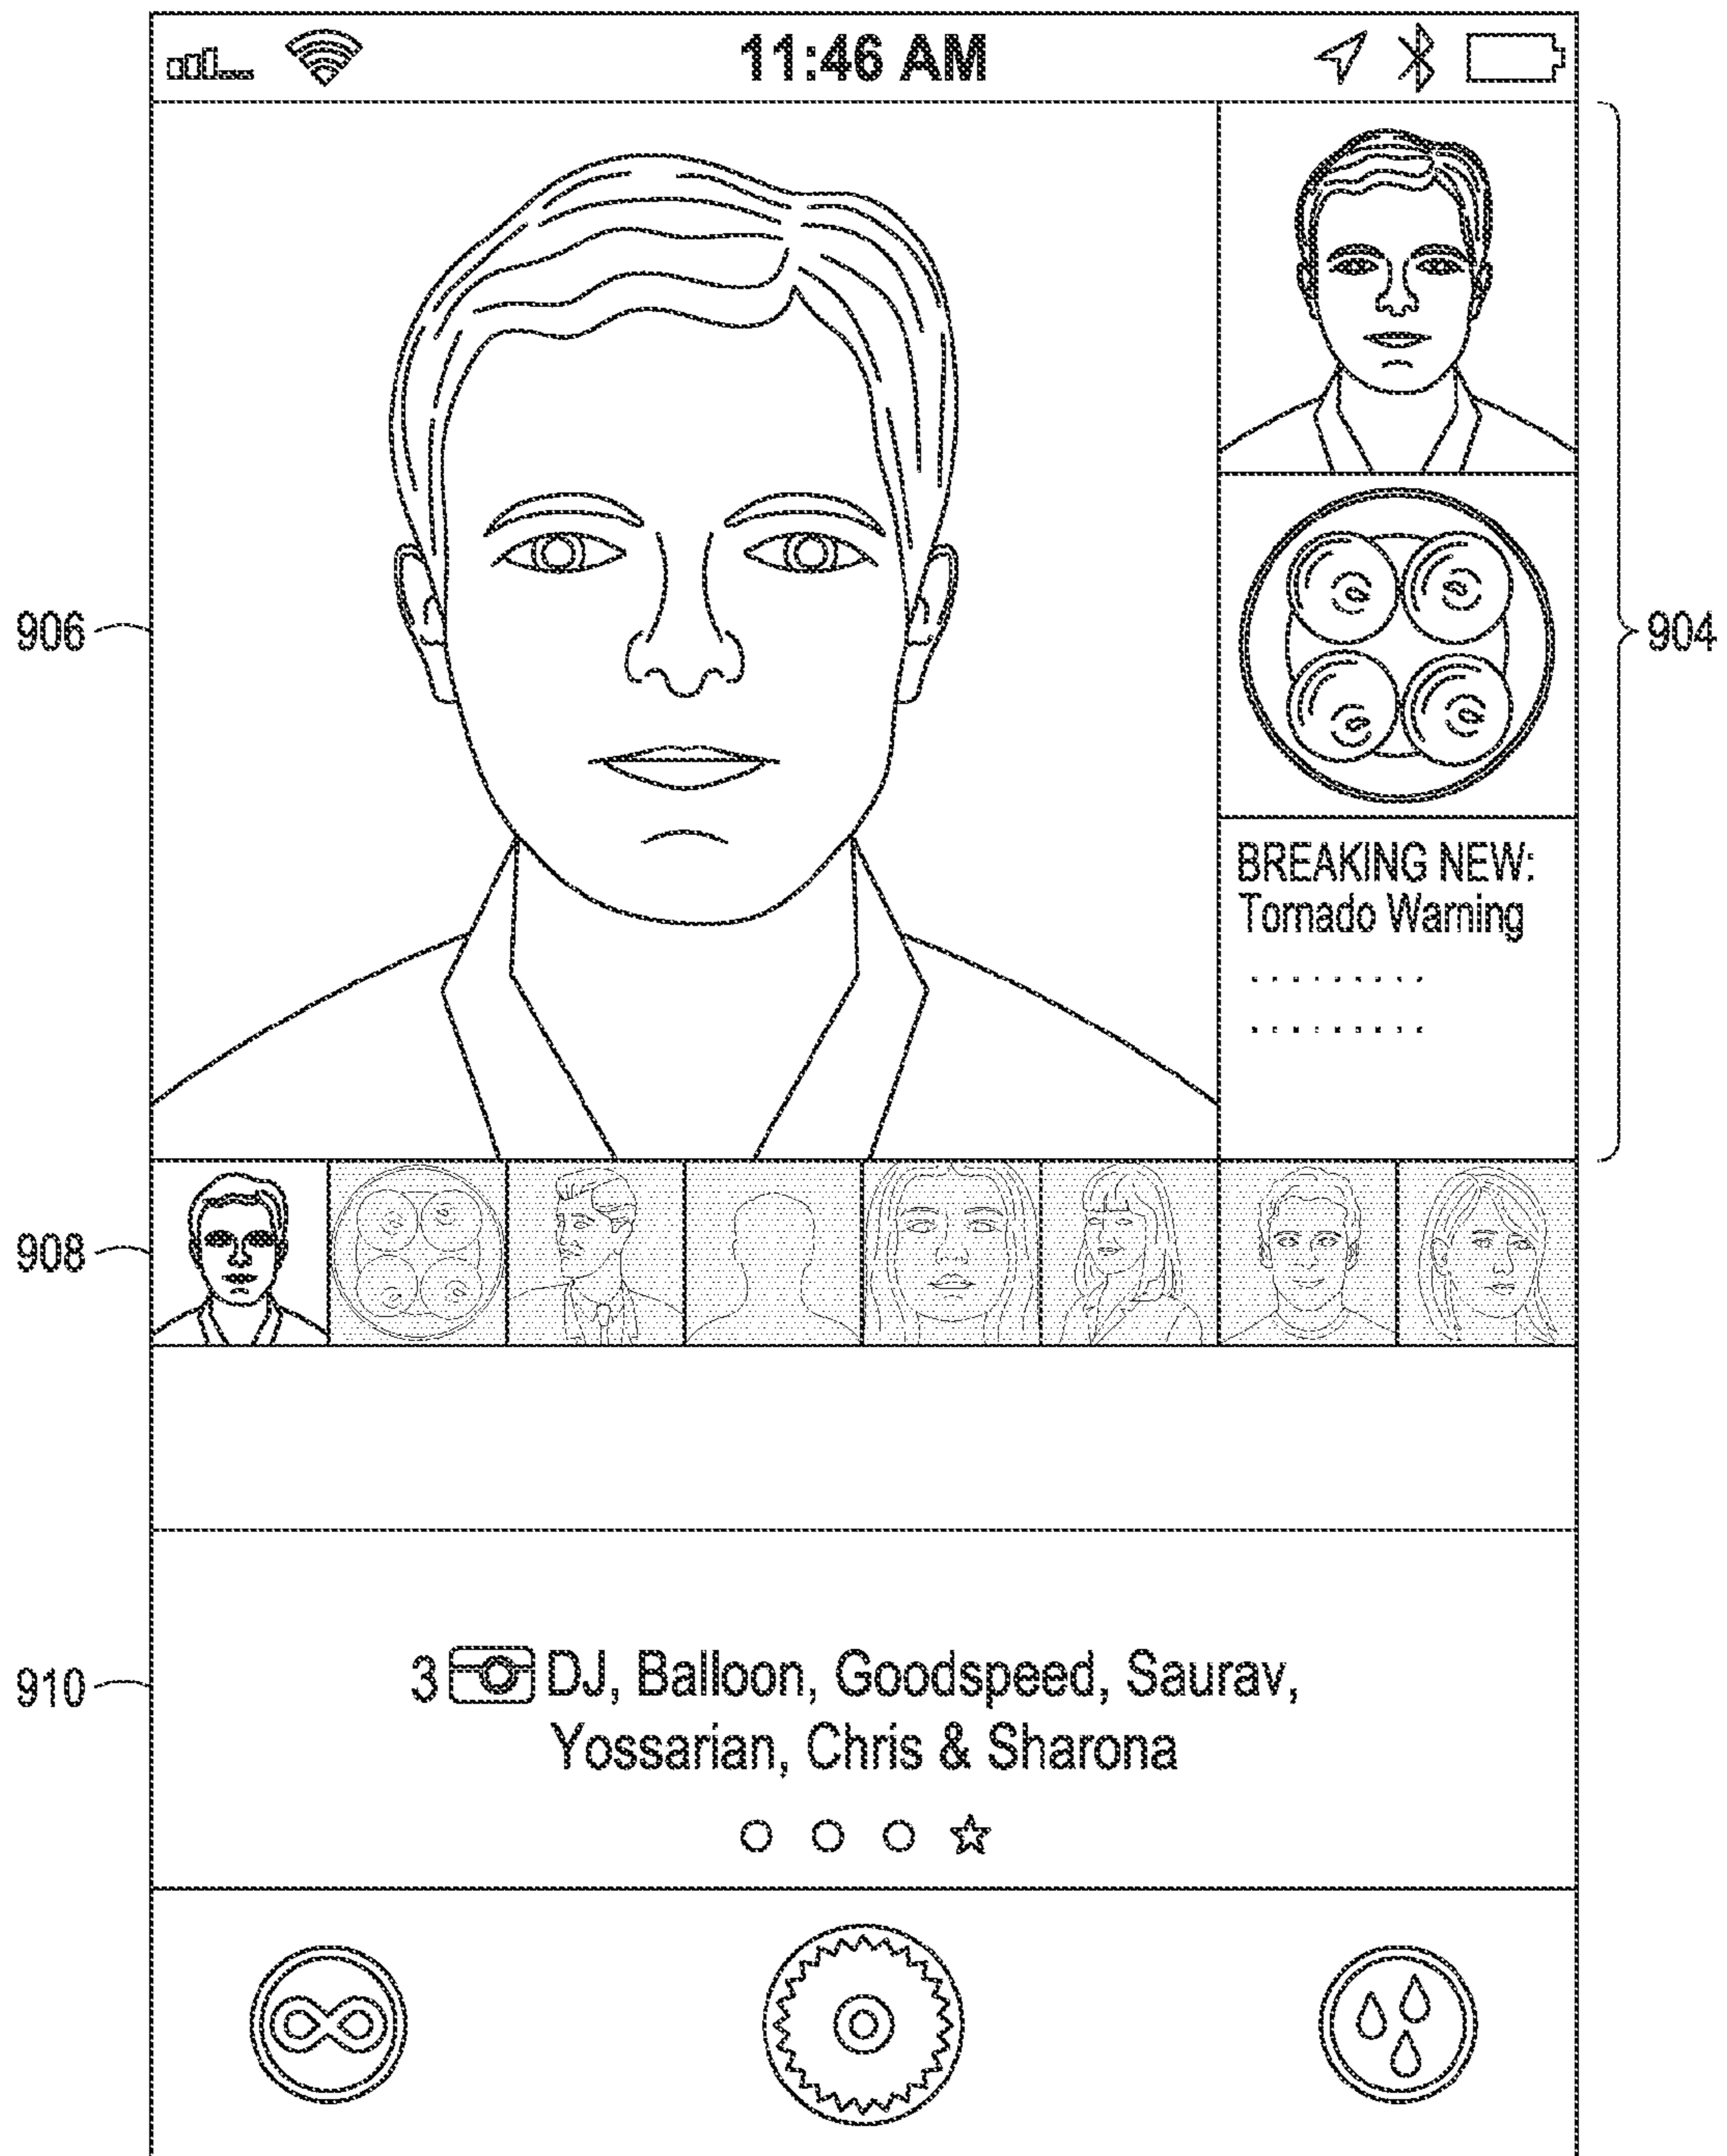 11:46 AM
906
904
BREAKING NEW:
Tornado Warning
908
910
3 DJ, Balloon, Goodspeed, Saurav,
Yossarian, Chris & Sharona